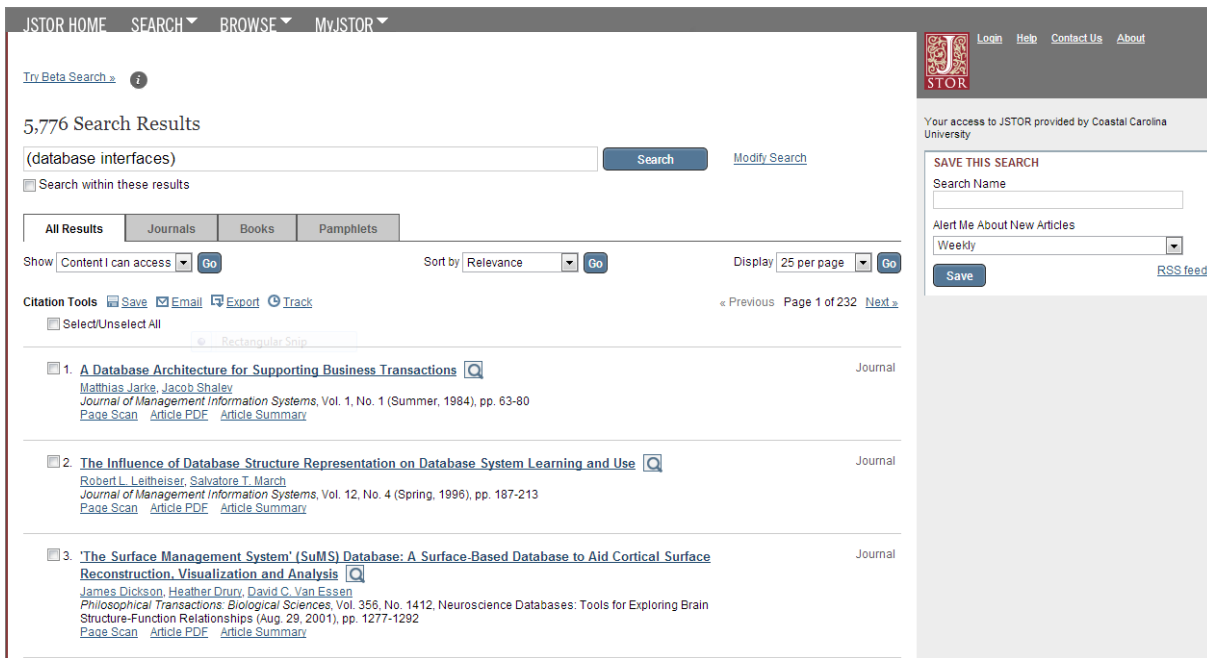 JSTOR HOME SEARCH BROWSE MyJSTOR
Login Help Contact Us About
JSTOR
Try Beta Search »
i
5,776 Search Results
(database interfaces)
Search
Modify Search
Search within these results
All Results Journals Books Pamphlets
Show Content I can access Go
Sort by Relevance Go
Display 25 per page Go
Citation Tools Save Email Export Track
« Previous Page 1 of 232 Next »
Select/Unselect All
Rectangular Snip
1. A Database Architecture for Supporting Business Transactions
Journal
Matthias Jarke, Jacob Shalev
Journal of Management Information Systems, Vol. 1, No. 1 (Summer, 1984), pp. 63-80
Page Scan Article PDF Article Summary
2. The Influence of Database Structure Representation on Database System Learning and Use
Journal
Robert L. Leitheiser, Salvatore T. March
Journal of Management Information Systems, Vol. 12, No. 4 (Spring, 1996), pp. 187-213
Page Scan Article PDF Article Summary
3. 'The Surface Management System' (SuMS) Database: A Surface-Based Database to Aid Cortical Surface
Journal
Reconstruction, Visualization and Analysis
James Dickson, Heather Drury, David C. Van Essen
Philosophical Transactions: Biological Sciences, Vol. 356, No. 1412, Neuroscience Databases: Tools for Exploring Brain
Structure-Function Relationships (Aug. 29, 2001), pp. 1277-1292
Page Scan Article PDF Article Summary
Your access to JSTOR provided by Coastal Carolina
University
SAVE THIS SEARCH
Search Name
Alert Me About New Articles
Weekly
Save
RSS feed